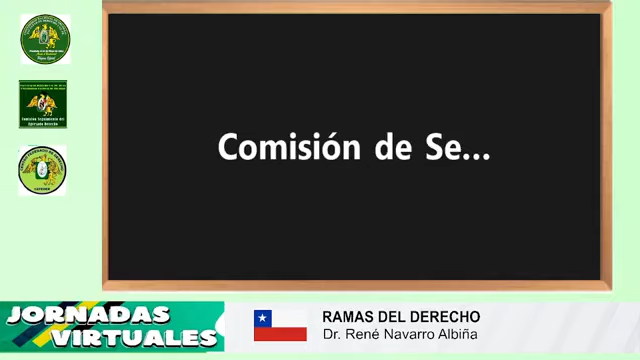 Comisión de Se...
JORNADAS
VIRTUALES
RAMAS DEL DERECHO
Dr. René Navarro Albiña